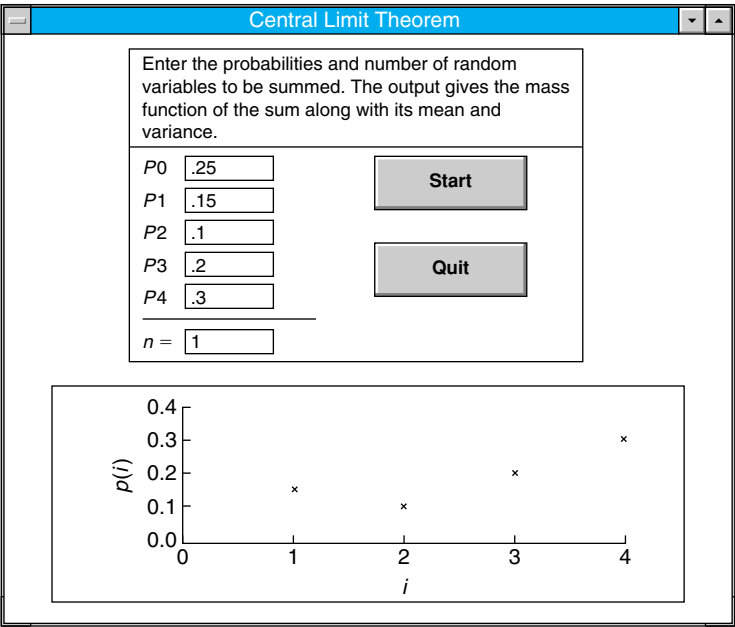 Central Limit Theorem
Enter the probabilities and number of random
variables to be summed. The output gives the mass
function of the sum along with its mean and
variance.
P0 .25
P1 .15
P2 .1
P3 .2
P4 .3
n = 1
Start
Quit
0.4
0.3
0.2
0.1
0.0
p(i)
0 1 2 3 4
i